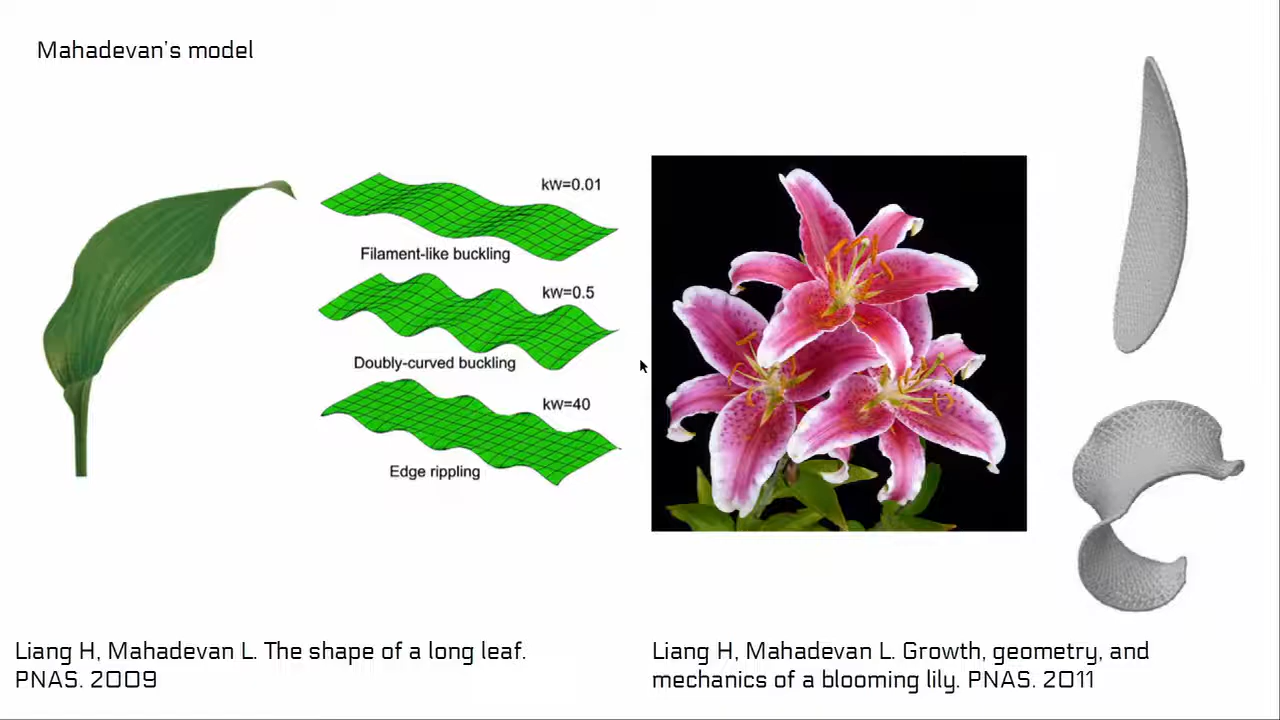 Mahadevan's model
kw=0.01
Filament-like buckling
kw=0.5
Doubly-curved buckling
kw=40
Edge rippling
Liang H, Mahadevan L. The shape of a long leaf.
PNAS. 2009
Liang H, Mahadevan L. Growth, geometry, and
mechanics of a blooming lily. PNAS. 2011